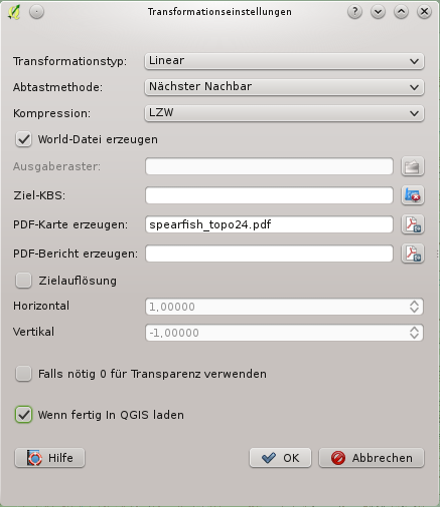 Transformationseinstellungen
Transformationstyp: Linear
Abtastmethode: Nächster Nachbar
Kompression: LZW
World-Datei erzeugen
Ausgaberaster:
Ziel-KBS:
PDF-Karte erzeugen: spearfish_topo24.pdf
PDF-Bericht erzeugen:
Zielauflösung
Horizontal 1,00000
Vertikal -1,00000
Falls nötig 0 für Transparenz verwenden
Wenn fertig In QGIS laden
Hilfe OK Abbrechen